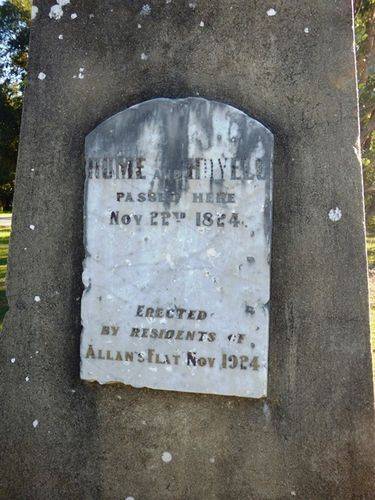 HUME AND HOVELL
PASSED HERE
NOV 22ND 1824
ERECTED
BY RESIDENTS OF
ALLAN'S FLAT NOV 1924